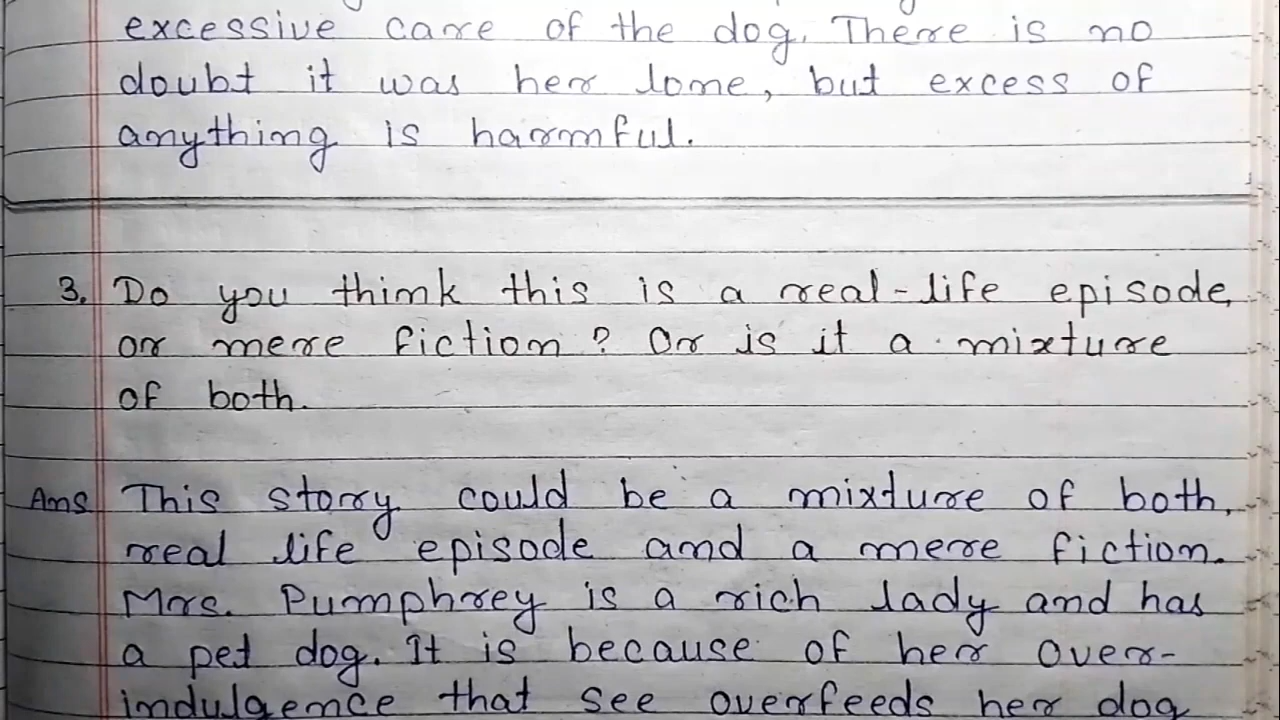 excessive care of the dog. There is no
doubt it was her love, but excess of
anything is harmful.
3. Do you think this is a real-life episode,
or mere fiction? Or is it a mixture
of both.
Ans This story could be a mixture of both,
real life episode and a mere fiction.
Mrs. Pumphrey is a rich lady and has
a pet dog. It is because of her over-
indulgence that see overfeeds her dog